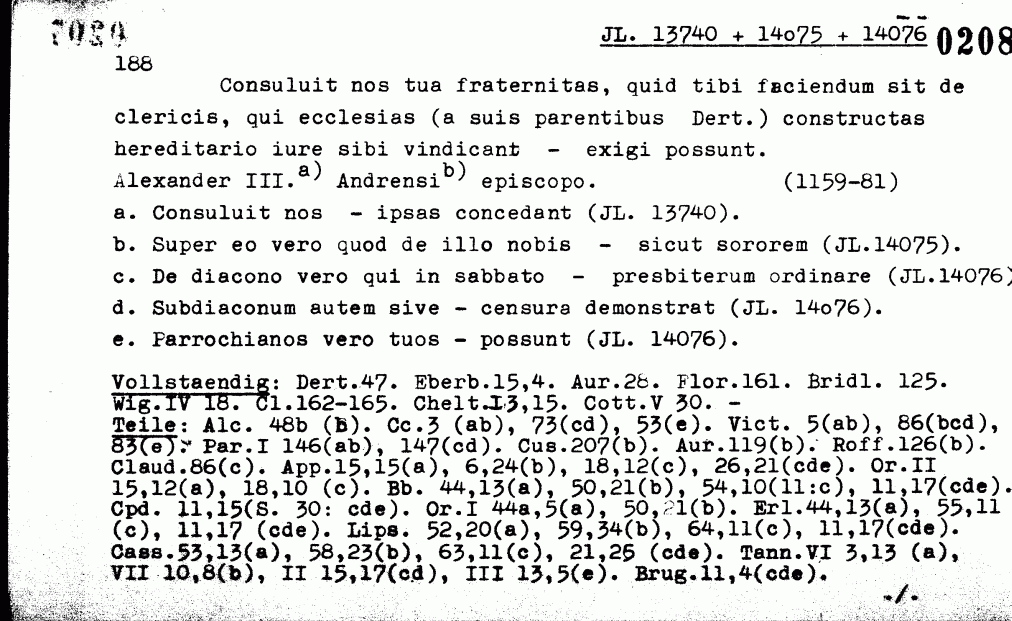 7020
JL. 13740 + 14o75 + 14076 0208
188
Consuluit nos tua fraternitas, quid tibi faciendum sit de
clericis, qui ecclesias (a suis parentibus Dert.) constructas
hereditario iure sibi vindicant - exigi possunt.
Alexander III.a) Andrensib) episcopo. (1159-81)
a. Consuluit nos - ipsas concedant (JL. 13740).
b. Super eo vero quod de illo nobis - sicut sororem (JL.14075).
c. De diacono vero qui in sabbato - presbiterum ordinare (JL.14076)
d. Subdiaconum autem sive - censura demonstrat (JL. 14o76).
e. Parrochianos vero tuos - possunt (JL. 14076).
Vollstaendig: Dert.47. Eberb.15,4. Aur.28. Flor.161. Bridl. 125.
Wig.IV 18. Cl.162-165. Chelt.I3,15. Cott.V 30. -
Teile: Alc. 48b (b). Cc.3 (ab), 73(cd), 53(e). Vict. 5(ab), 86(bcd),
83(e). Par.I 146(ab), 147(cd). Cus.207(b). Aur.119(b). Roff.126(b).
Claud.86(c). App.15,15(a), 6,24(b), 18,12(c), 26,21(cde). Or.II
15,12(a), 18,10 (c). Bb. 44,13(a), 50,21(b), 54,10(11:c), 11,17(cde).
Cpd. 11,15(S. 30: cde). Or.I 44a,5(a), 50,21(b). Erl.44,13(a), 55,11
(c), 11,17 (cde). Lips. 52,20(a), 59,34(b), 64,11(c), 11,17(cde).
Cass.53,13(a), 58,23(b), 63,11(c), 21,25 (cde). Tann.VI 3,13 (a),
VII 10,8(b), II 15,17(cd), III 13,5(e). Brug.11,4(cde).
-/-